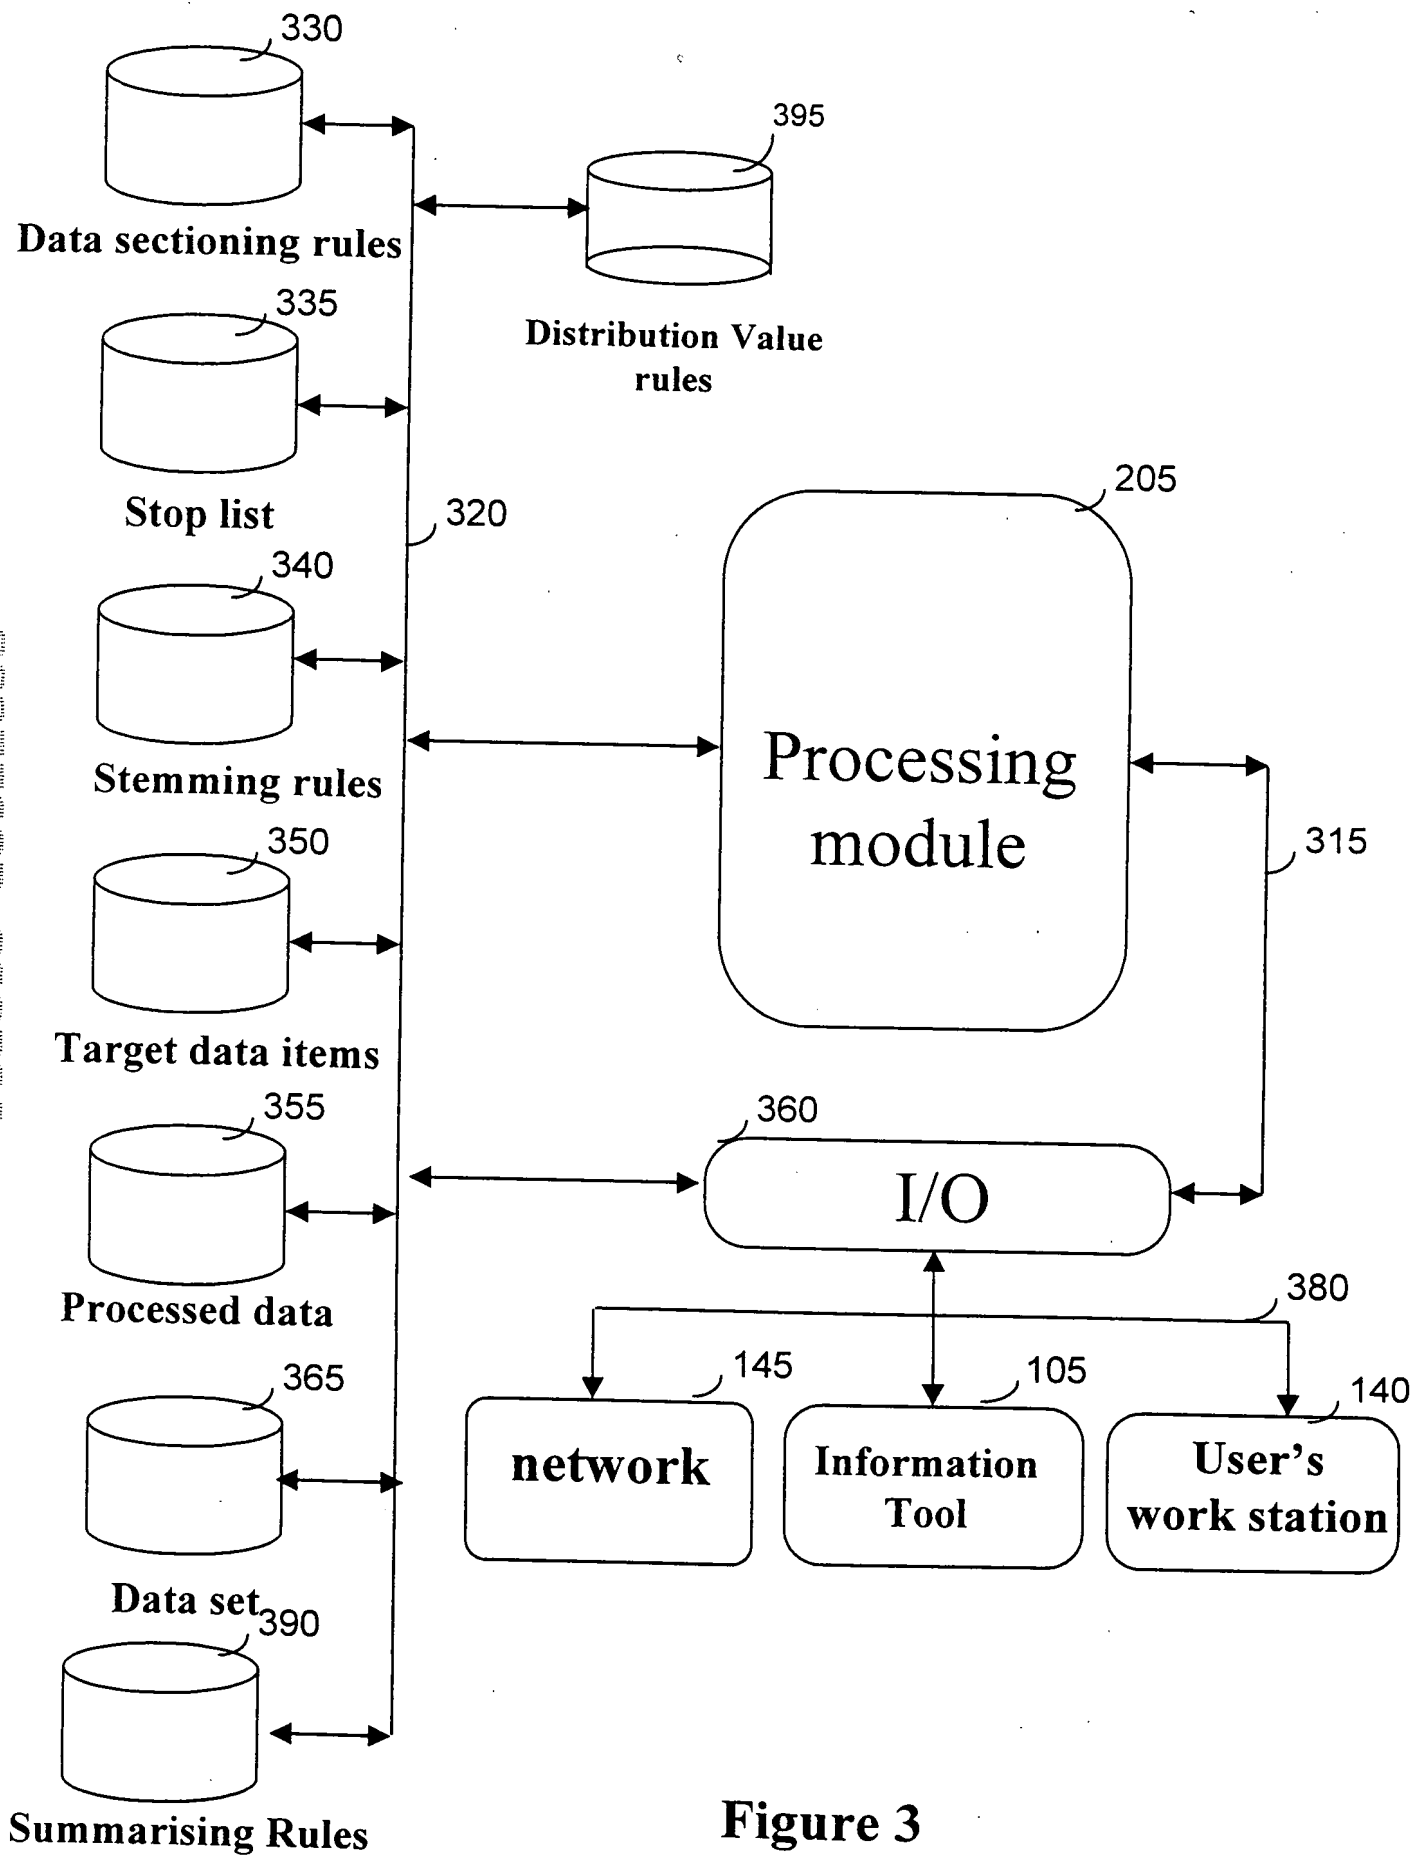 330
Data sectioning rules
395
Distribution Value
rules
335
Stop list
320
340
Stemming rules
205
Processing
module
315
350
Target data items
355
Processed data
360
I/O
380
365
Data set
145
network
105
Information
Tool
140
User's
work station
390
Summarising Rules
Figure 3